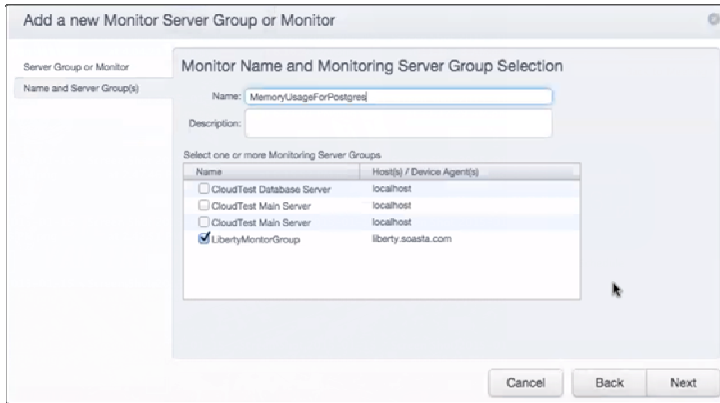 Add a new Monitor Server Group or Monitor
Server Group or Monitor
Name and Server Group(s)
Monitor Name and Monitoring Server Group Selection
Name: MemoryUsageForPostgres
Description:
Select one or more Monitoring Server Groups
Name Host(s) / Device Agent(s)
CloudTest Database Server localhost
CloudTest Main Server localhost
CloudTest Main Server localhost
LibertyMontorGroup liberty.soasta.com
Cancel Back Next